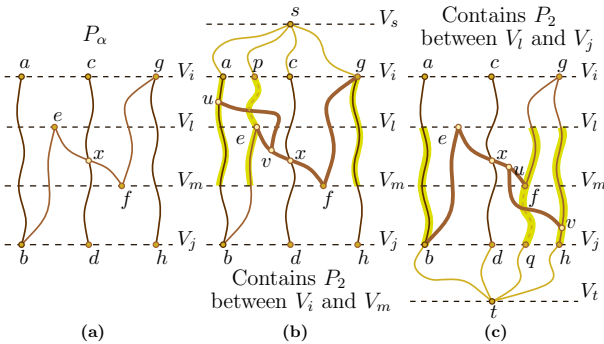 P_α
a c g V_i
e V_l
x
f V_m
b d h V_j
(a)
s V_s
a p c g V_i
u
e V_l
v x
f V_m
b d h V_j
Contains P_2
between V_i and V_m
(b)
Contains P_2
between V_l and V_j
a c g V_i
e V_l
x u
f V_m
v
b d q h V_j
t V_t
(c)